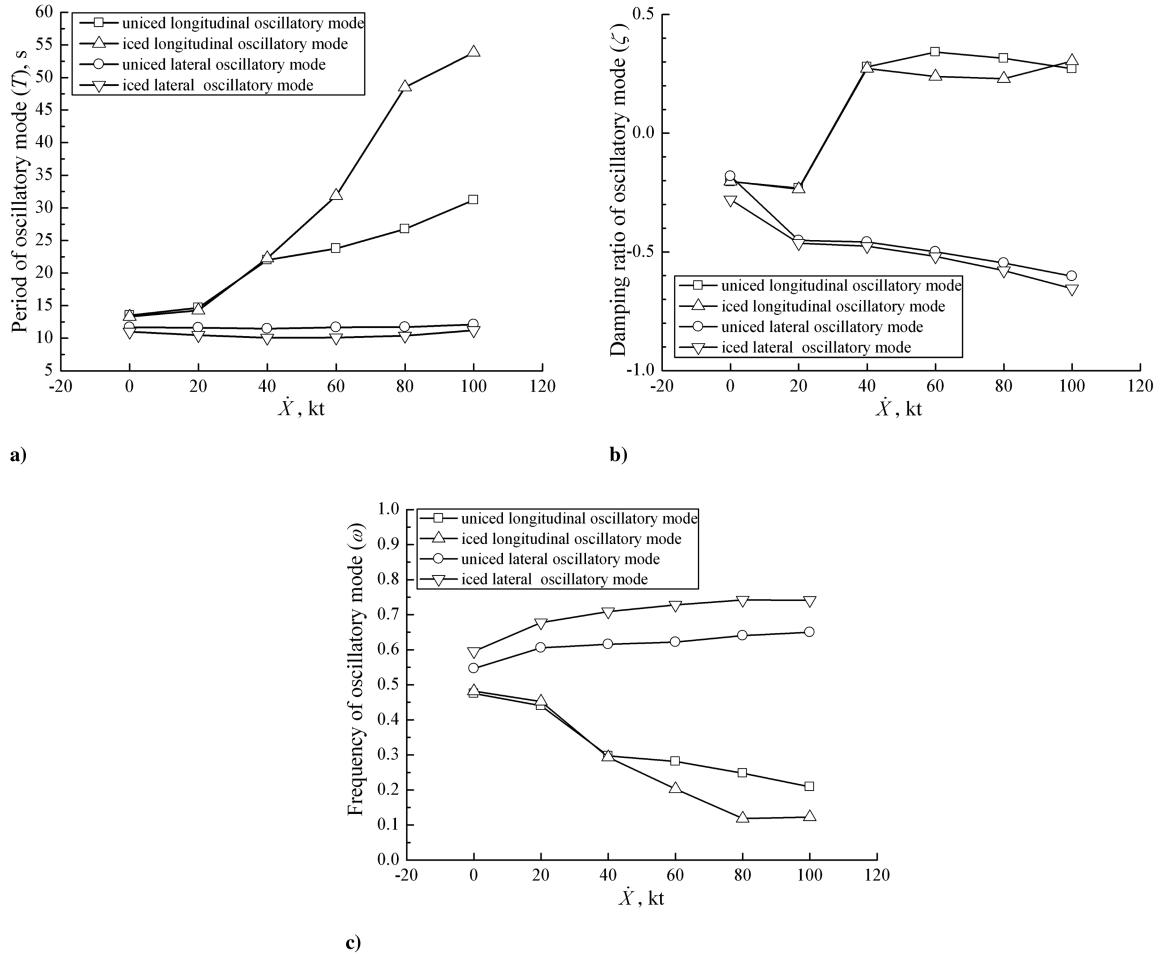 60
55
50
45
40
35
30
25
20
15
10
5
Period of oscillatory mode (T), s
uniced longitudinal oscillatory mode
iced longitudinal oscillatory mode
uniced lateral oscillatory mode
iced lateral oscillatory mode
-20 0 20 40 60 80 100 120
Ẋ, kt
a)
0.5
0.0
-0.5
-1.0
Damping ratio of oscillatory mode (ζ)
uniced longitudinal oscillatory mode
iced longitudinal oscillatory mode
uniced lateral oscillatory mode
iced lateral oscillatory mode
-20 0 20 40 60 80 100 120
Ẋ, kt
b)
1.0
0.9
0.8
0.7
0.6
0.5
0.4
0.3
0.2
0.1
0.0
Frequency of oscillatory mode (ω)
uniced longitudinal oscillatory mode
iced longitudinal oscillatory mode
uniced lateral oscillatory mode
iced lateral oscillatory mode
-20 0 20 40 60 80 100 120
Ẋ, kt
c)